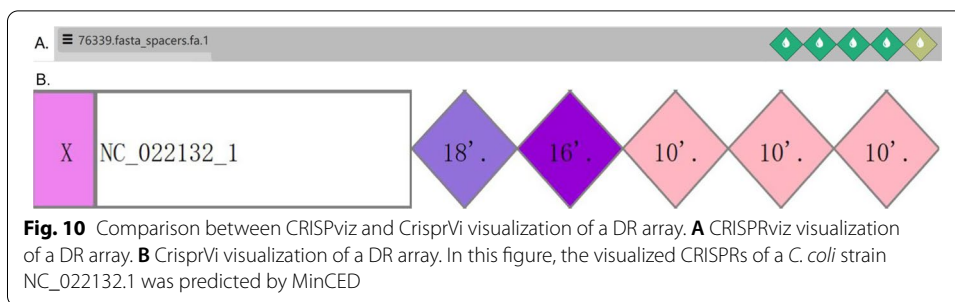 A. ☰ 76339.fasta_spacers.fa.1
B.
X NC_022132_1 18'. 16'. 10'. 10'. 10'.
Fig. 10 Comparison between CRISPviz and CrisprVi visualization of a DR array. A CRISPRviz visualization
of a DR array. B CrisprVi visualization of a DR array. In this figure, the visualized CRISPRs of a C. coli strain
NC_022132.1 was predicted by MinCED